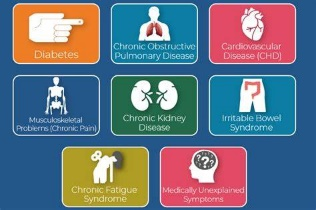 Diabetes
Chronic Obstructive
Pulmonary Disease
Cardiovascular
Disease (CHD)
Musculoskeletal
Problems (Chronic Pain)
Chronic Kidney
Disease
Irritable Bowel
Syndrome
Chronic Fatigue
Syndrome
Medically Unexplained
Symptoms